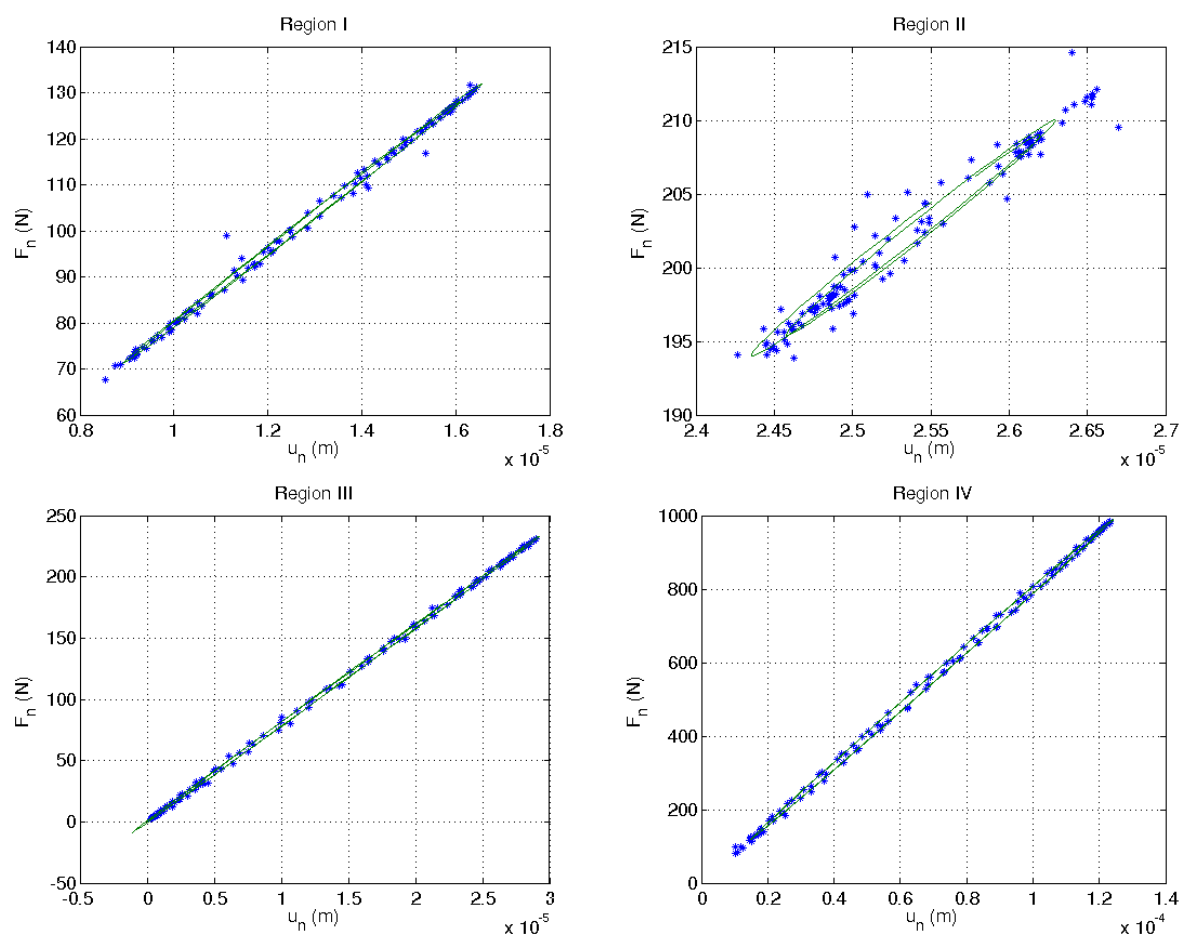 Region I
140
130
120
110
100
90
80
70
60
F_n (N)
0.8 1 1.2 1.4 1.6 1.8
u_n (m)
x 10^-5
Region II
215
210
205
200
195
190
F_n (N)
2.4 2.45 2.5 2.55 2.6 2.65 2.7
u_n (m)
x 10^-5
Region III
250
200
150
100
50
0
-50
F_n (N)
-0.5 0 0.5 1 1.5 2 2.5 3
u_n (m)
x 10^-5
Region IV
1000
800
600
400
200
0
F_n (N)
0 0.2 0.4 0.6 0.8 1 1.2 1.4
u_n (m)
x 10^-4